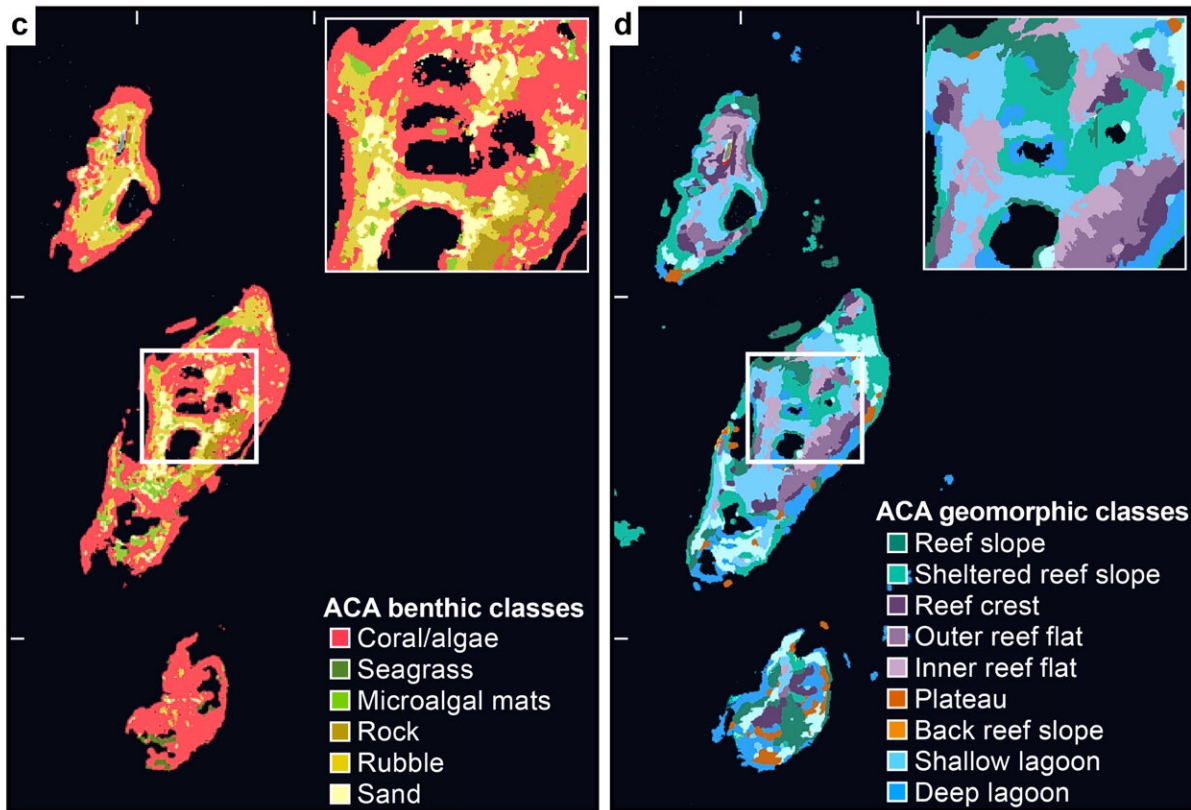 c
ACA benthic classes
Coral/algae
Seagrass
Microalgal mats
Rock
Rubble
Sand
d
ACA geomorphic classes
Reef slope
Sheltered reef slope
Reef crest
Outer reef flat
Inner reef flat
Plateau
Back reef slope
Shallow lagoon
Deep lagoon